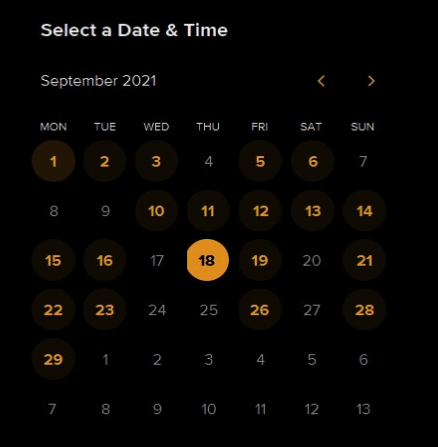 Select a Date & Time
September 2021
MON TUE WED THU FRI SAT SUN
1 2 3 4 5 6 7
8 9 10 11 12 13 14
15 16 17 18 19 20 21
22 23 24 25 26 27 28
29 1 2 3 4 5 6
7 8 9 10 11 12 13